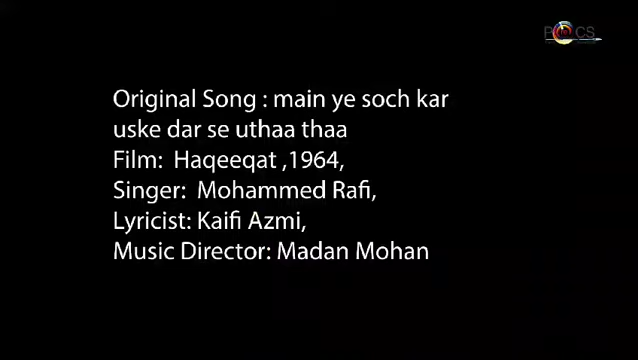 Original Song : main ye soch kar
uske dar se uthaa thaa
Film:  Haqeeqat ,1964,
Singer:  Mohammed Rafi,
Lyricist: Kaifi Azmi,
Music Director: Madan Mohan